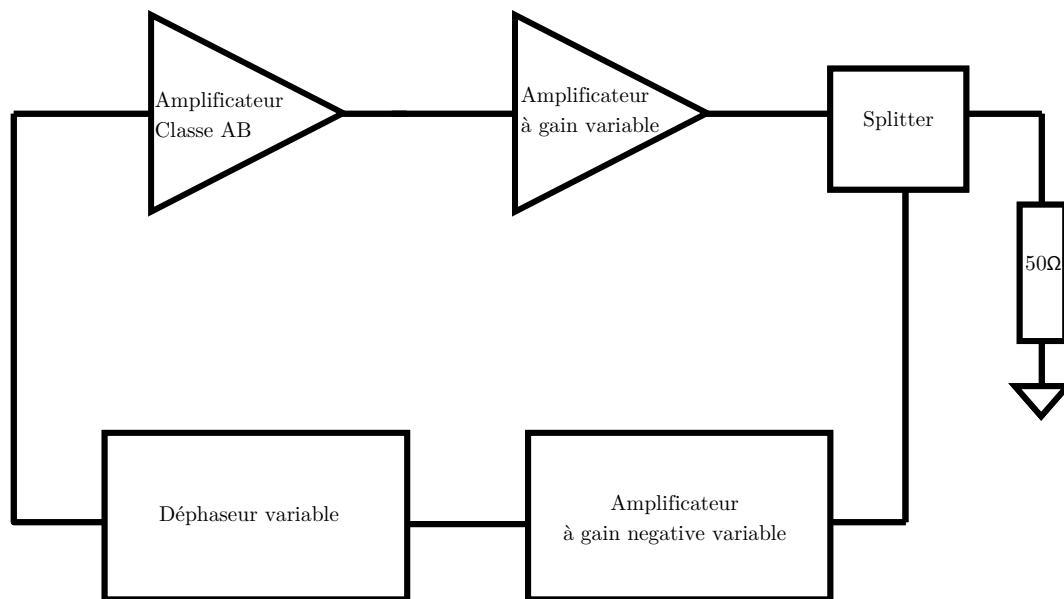 Amplificateur
Classe AB
Amplificateur
à gain variable
Splitter
50Ω
Déphaseur variable
Amplificateur
à gain negative variable